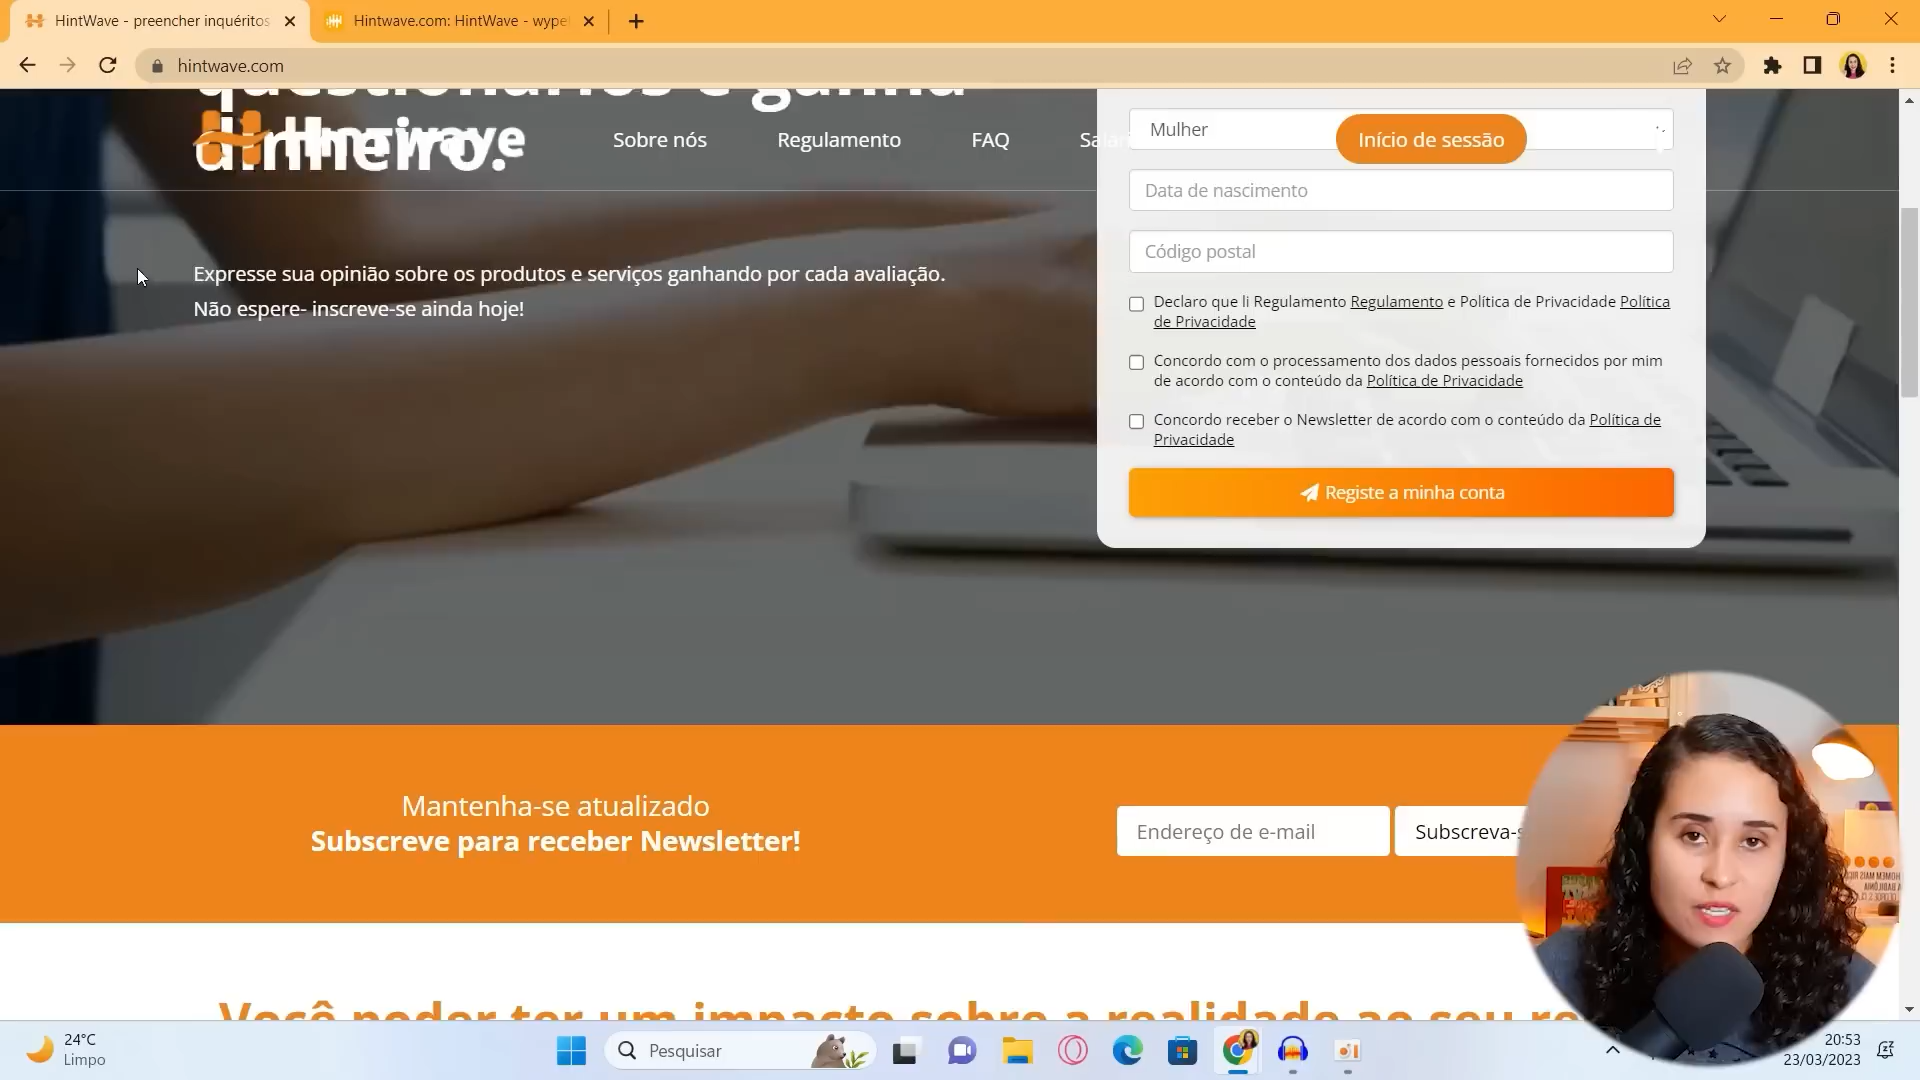 HintWave - preencher inquéritos
Hintwave.com: HintWave - wype
hintwave.com
questionários e ganha
dinheiro.
Hintwave
Sobre nós
Regulamento
FAQ
Início de sessão
Mulher
Data de nascimento
Código postal
Expresse sua opinião sobre os produtos e serviços ganhando por cada avaliação.
Não espere- inscreve-se ainda hoje!
Declaro que li Regulamento Regulamento e Política de Privacidade Política
de Privacidade
Concordo com o processamento dos dados pessoais fornecidos por mim
de acordo com o conteúdo da Política de Privacidade
Concordo receber o Newsletter de acordo com o conteúdo da Política de
Privacidade
Registe a minha conta
Mantenha-se atualizado
Subscreve para receber Newsletter!
Endereço de e-mail
Subscreva-s
Você poder ter um impacto sobre a realidade ao seu re
24°C
Limpo
Pesquisar
20:53
23/03/2023